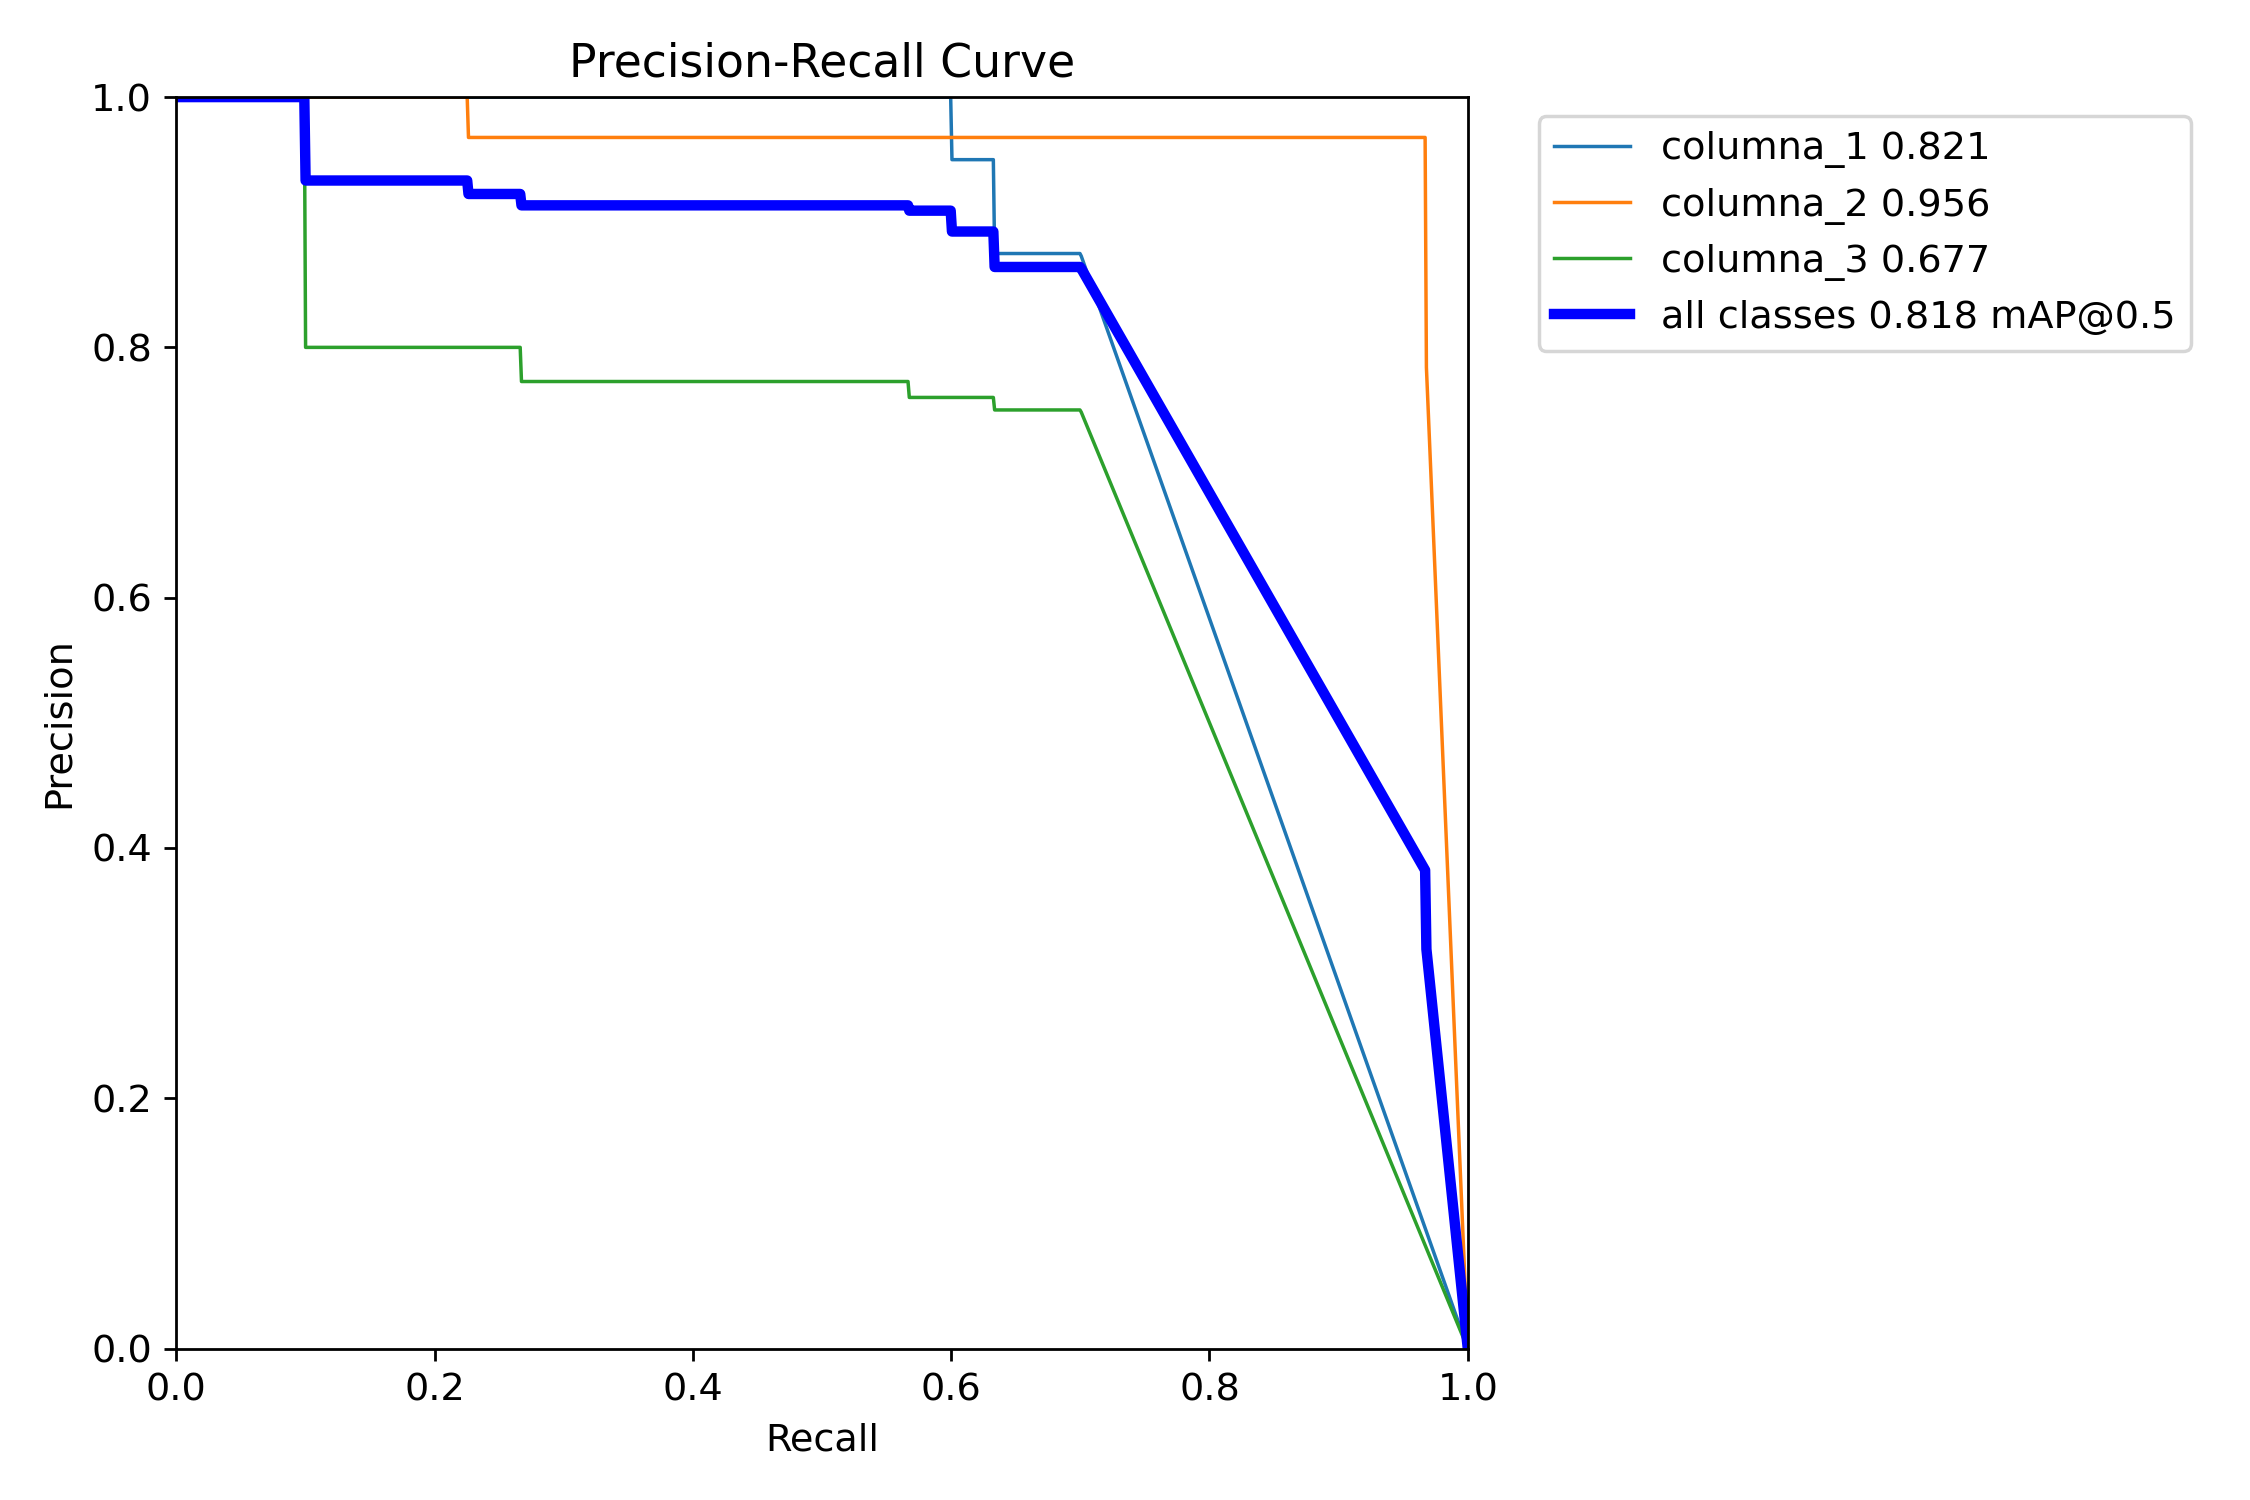 Precision-Recall Curve
1.0
0.8
0.6
0.4
0.2
0.0
Precision
0.0 0.2 0.4 0.6 0.8 1.0
Recall
columna_1 0.821
columna_2 0.956
columna_3 0.677
all classes 0.818 mAP@0.5